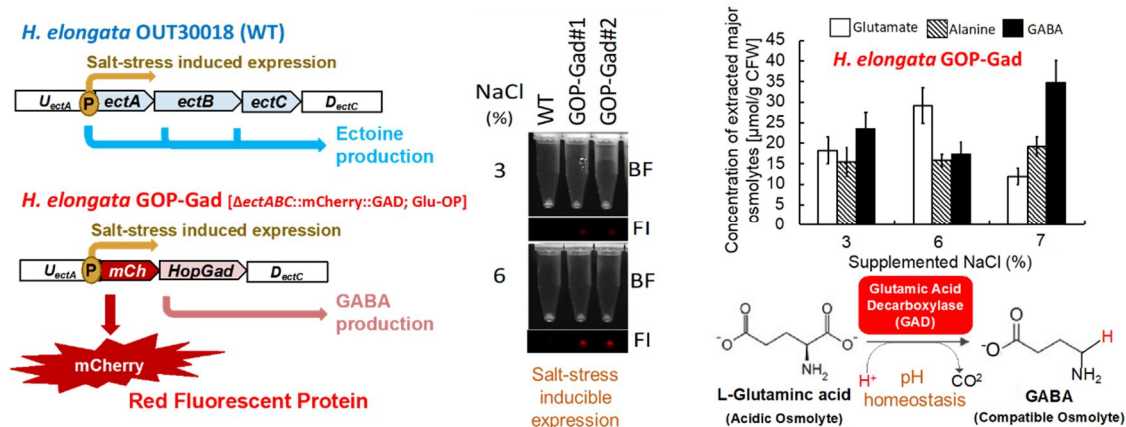 H. elongata OUT30018 (WT)
Salt-stress induced expression
U_ectA P ectA ectB ectC D_ectC
Ectoine
production
H. elongata GOP-Gad [ΔectABC::mCherry::GAD; Glu-OP]
Salt-stress induced expression
U_ectA P mCh HopGad D_ectC
GABA
production
mCherry
Red Fluorescent Protein
NaCl
(%)
WT
GOP-Gad#1
GOP-Gad#2
3
BF
FI
6
BF
FI
Salt-stress
inducible
expression
Glutamate Alanine GABA
H. elongata GOP-Gad
Concentration of extracted major
osmolytes [μmol/g CFW]
45
40
35
30
25
20
15
10
5
0
3 6 7
Supplemented NaCl (%)
Glutamic Acid
Decarboxylase
(GAD)
O
O
-O
O-
NH2
H+
pH
homeostasis
CO2
O
-O
H
NH2
L-Glutaminc acid
(Acidic Osmolyte)
GABA
(Compatible Osmolyte)